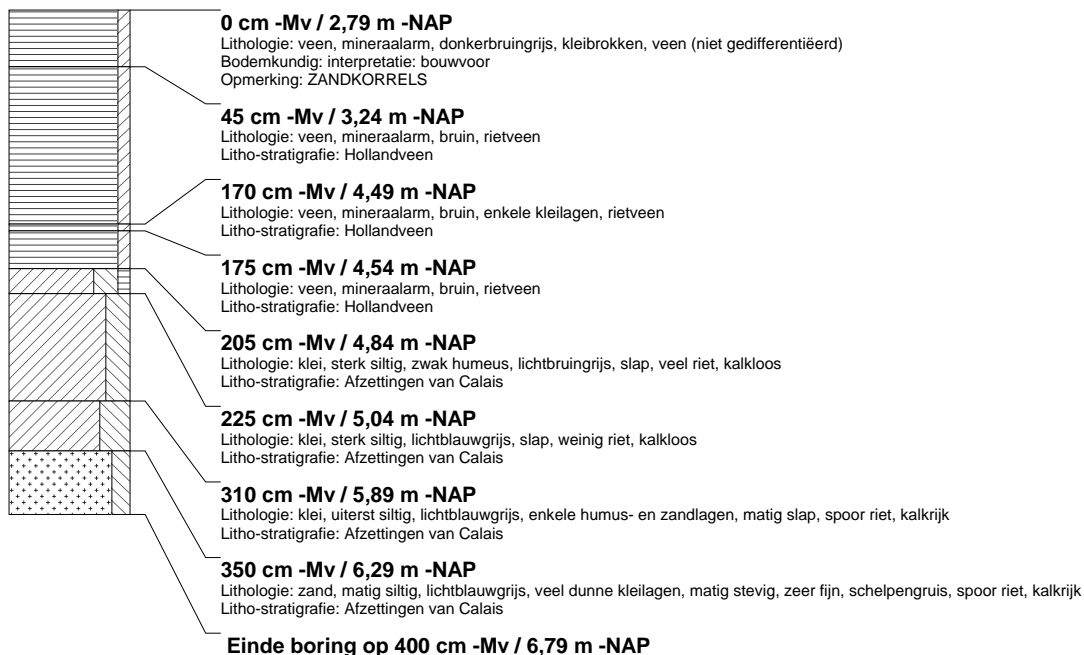 0 cm -Mv / 2,79 m -NAP
Lithologie: veen, mineraalarm, donkerbruingrijs, kleibrokken, veen (niet gedifferentiëerd)
Bodemkundig: interpretatie: bouwvoor
Opmerking: ZANDKORRELS
45 cm -Mv / 3,24 m -NAP
Lithologie: veen, mineraalarm, bruin, rietveen
Litho-stratigrafie: Hollandveen
170 cm -Mv / 4,49 m -NAP
Lithologie: veen, mineraalarm, bruin, enkele kleilagen, rietveen
Litho-stratigrafie: Hollandveen
175 cm -Mv / 4,54 m -NAP
Lithologie: veen, mineraalarm, bruin, rietveen
Litho-stratigrafie: Hollandveen
205 cm -Mv / 4,84 m -NAP
Lithologie: klei, sterk siltig, zwak humeus, lichtbruingrijs, slap, veel riet, kalkloos
Litho-stratigrafie: Afzettingen van Calais
225 cm -Mv / 5,04 m -NAP
Lithologie: klei, sterk siltig, lichtblauwgrijs, slap, weinig riet, kalkloos
Litho-stratigrafie: Afzettingen van Calais
310 cm -Mv / 5,89 m -NAP
Lithologie: klei, uiterst siltig, lichtblauwgrijs, enkele humus- en zandlagen, matig slap, spoor riet, kalkrijk
Litho-stratigrafie: Afzettingen van Calais
350 cm -Mv / 6,29 m -NAP
Lithologie: zand, matig siltig, lichtblauwgrijs, veel dunne kleilagen, matig stevig, zeer fijn, schelpengruis, spoor riet, kalkrijk
Litho-stratigrafie: Afzettingen van Calais
Einde boring op 400 cm -Mv / 6,79 m -NAP